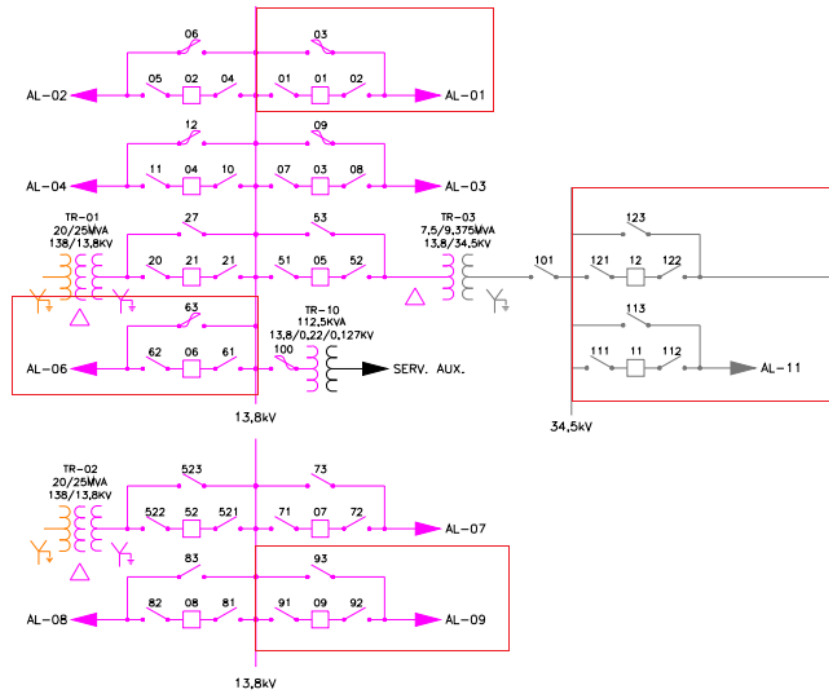 06
03
05 02 04 01 01 02
AL-02
AL-01
12
09
11 04 10 07 03 08
AL-04
AL-03
TR-01
20/25MVA
138/13,8KV
27
53
TR-03
7.5/9.375MVA
13.8/34.5KV
123
20 21 21 51 05 52
101 121 12 122
63
TR-10
112,5KVA
13,8/0,22/0,127KV
113
62 06 61 100
111 11 112
AL-06
SERV. AUX.
AL-11
13,8kV
34,5kV
TR-02
20/25MVA
138/13,8KV
523
73
522 52 521 71 07 72
AL-07
83
93
82 08 81 91 09 92
AL-08
AL-09
13,8kV